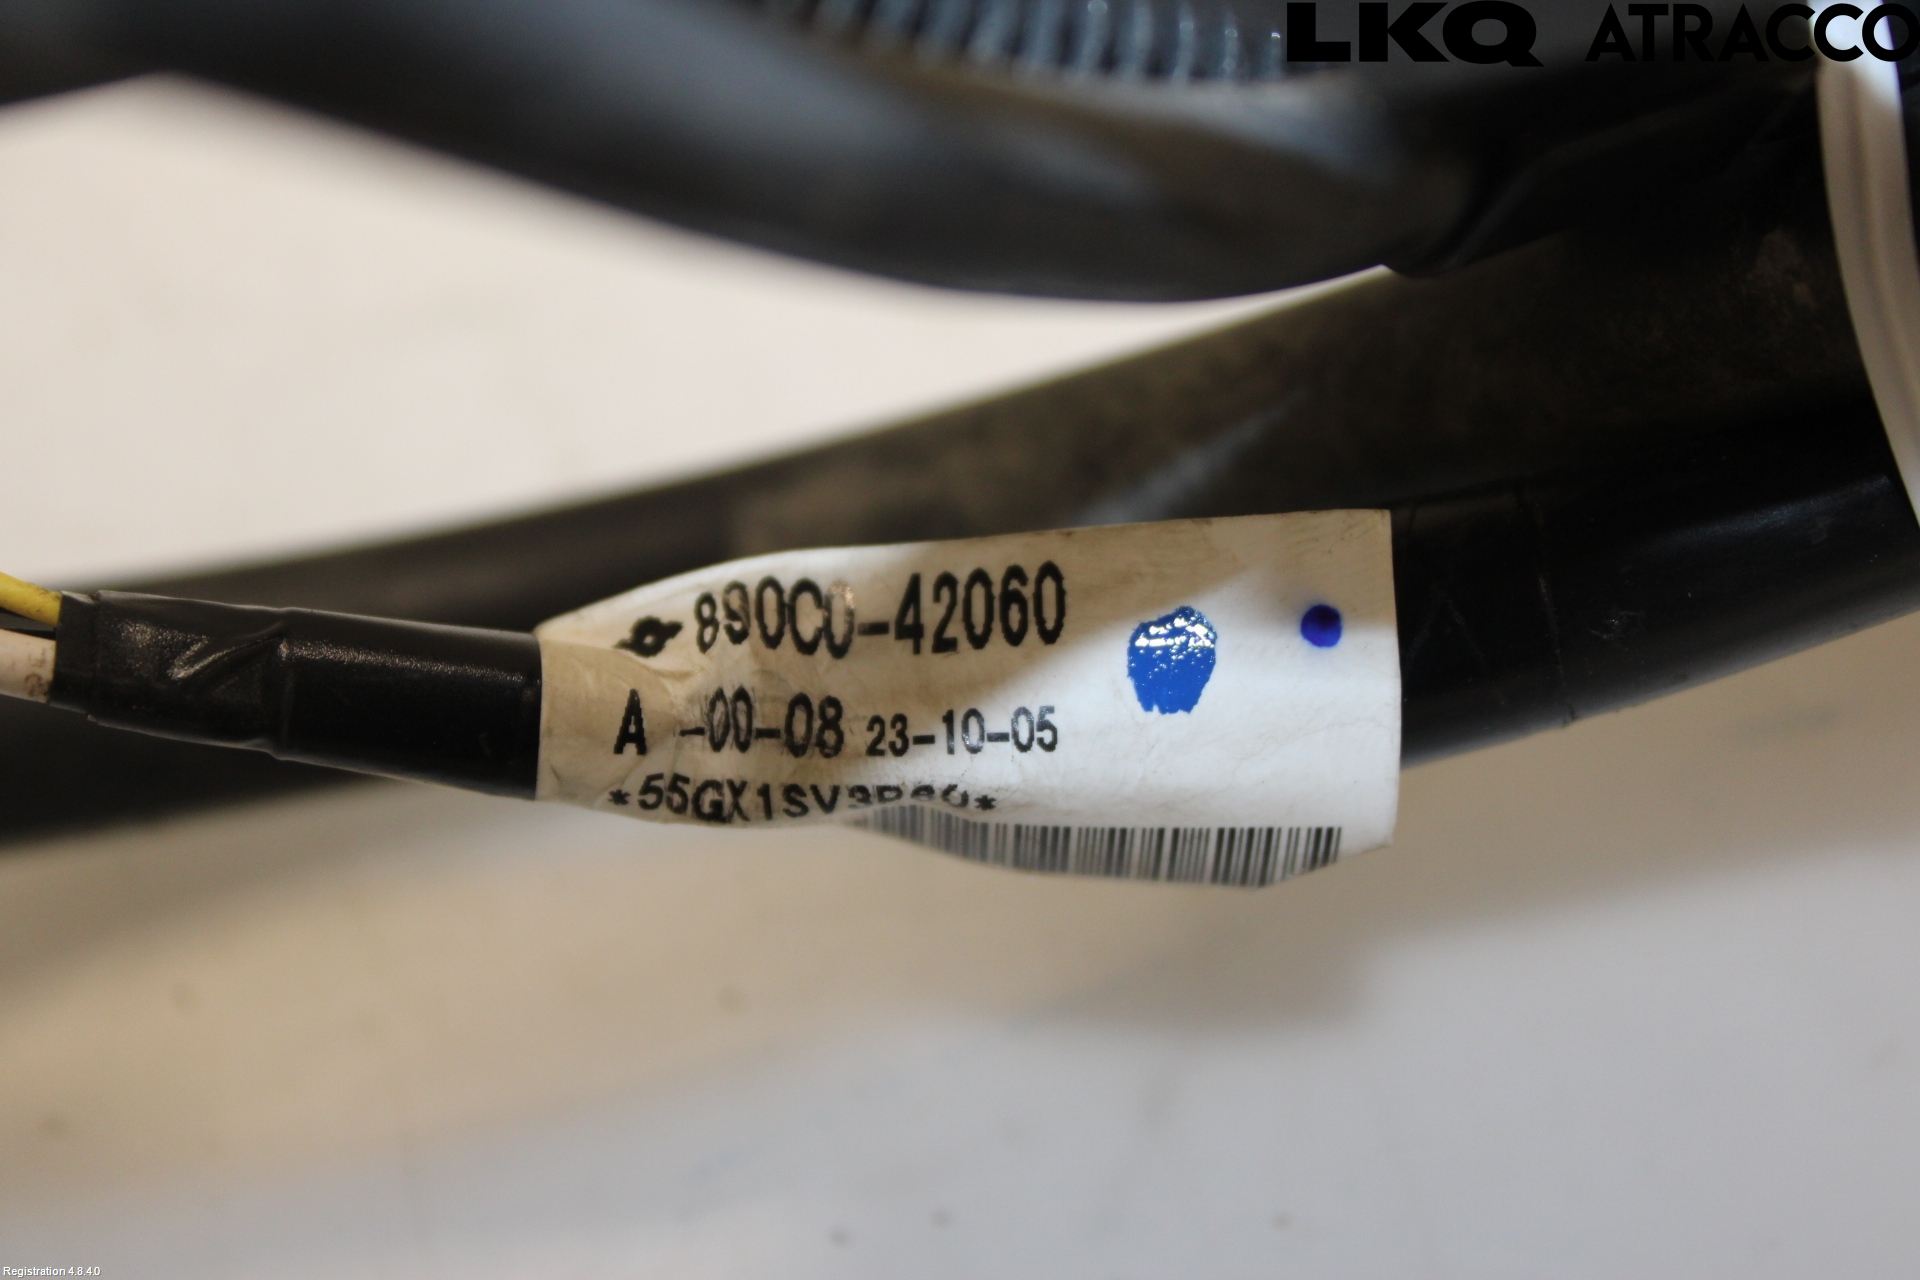 LKQ ATRACCO
890C0-42060
A -00-08 23-10-05
Registration 4.8.4.0